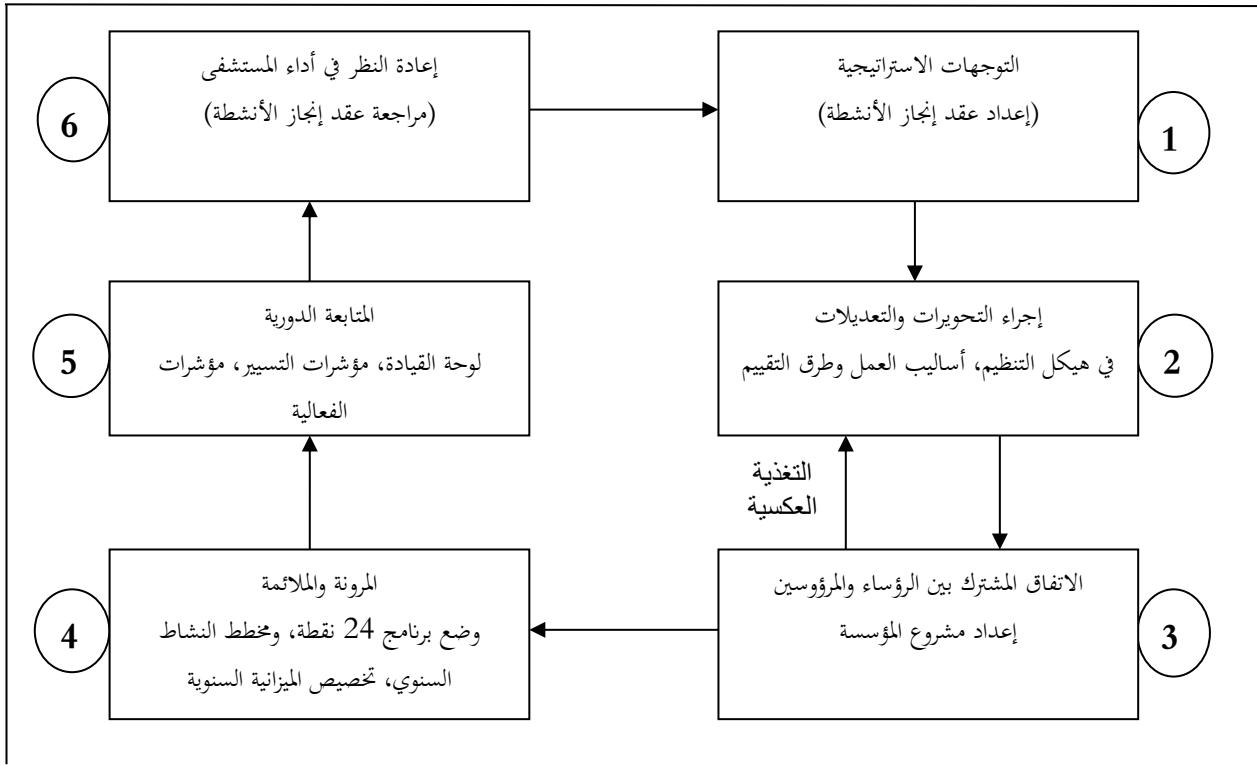 التوجهات الاستراتيجية
(إعداد عقد إنجاز الأنشطة)
1
إجراء التحويرات والتعديلات
في هيكل التنظيم، أساليب العمل وطرق التقييم
2
التغذية
العكسية
الاتفاق المشترك بين الرؤساء والمرؤوسين
إعداد مشروع المؤسسة
3
المرونة والملائمة
وضع برنامج 24 نقطة، ومخطط النشاط
السنوي، تخصيص الميزانية السنوية
4
المتابعة الدورية
لوحة القيادة، مؤشرات التسيير، مؤشرات
الفعالية
5
إعادة النظر في أداء المستشفى
(مراجعة عقد إنجاز الأنشطة)
6